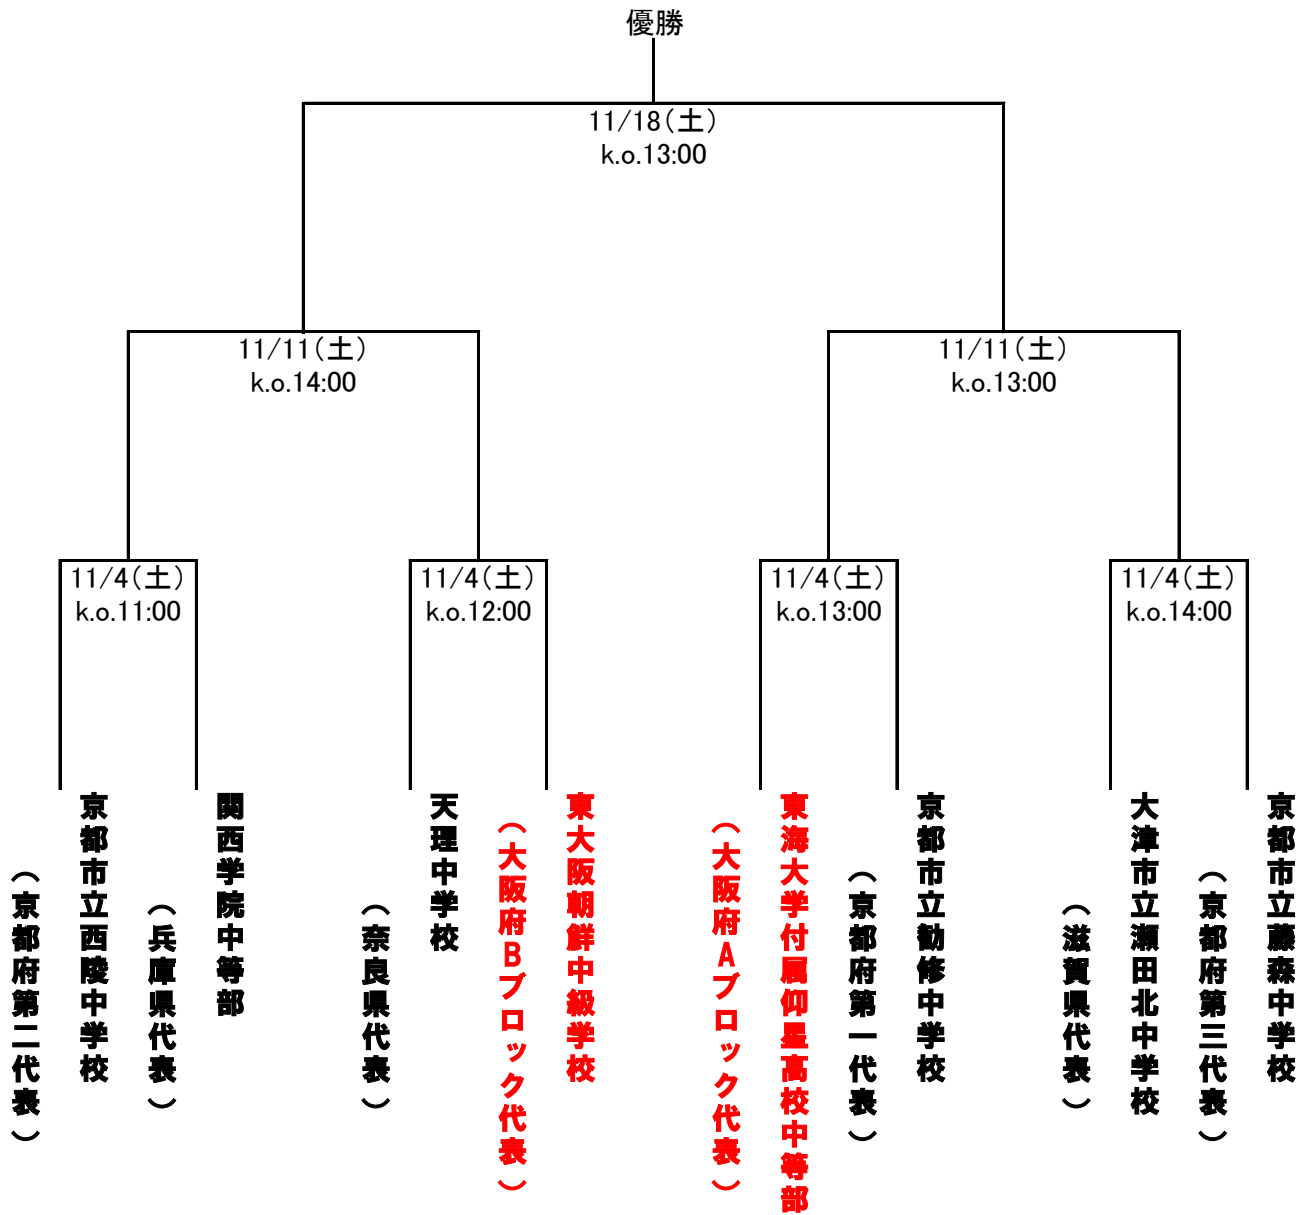 優勝
11/18(土)
k.o.13:00
11/11(土)
k.o.14:00
11/11(土)
k.o.13:00
11/4(土)
k.o.11:00
11/4(土)
k.o.12:00
11/4(土)
k.o.13:00
11/4(土)
k.o.14:00
京都市立西陵中学校
(京都府第二代表)
関西学院中等部
(兵庫県代表)
天理中学校
(奈良県代表)
東大阪朝鮮中級学校
(大阪府Bブロック代表)
東海大学付属仰星高校中等部
(大阪府Aブロック代表)
京都市立勧修中学校
(京都府第一代表)
大津市立瀬田北中学校
(滋賀県代表)
京都市立藤森中学校
(京都府第三代表)